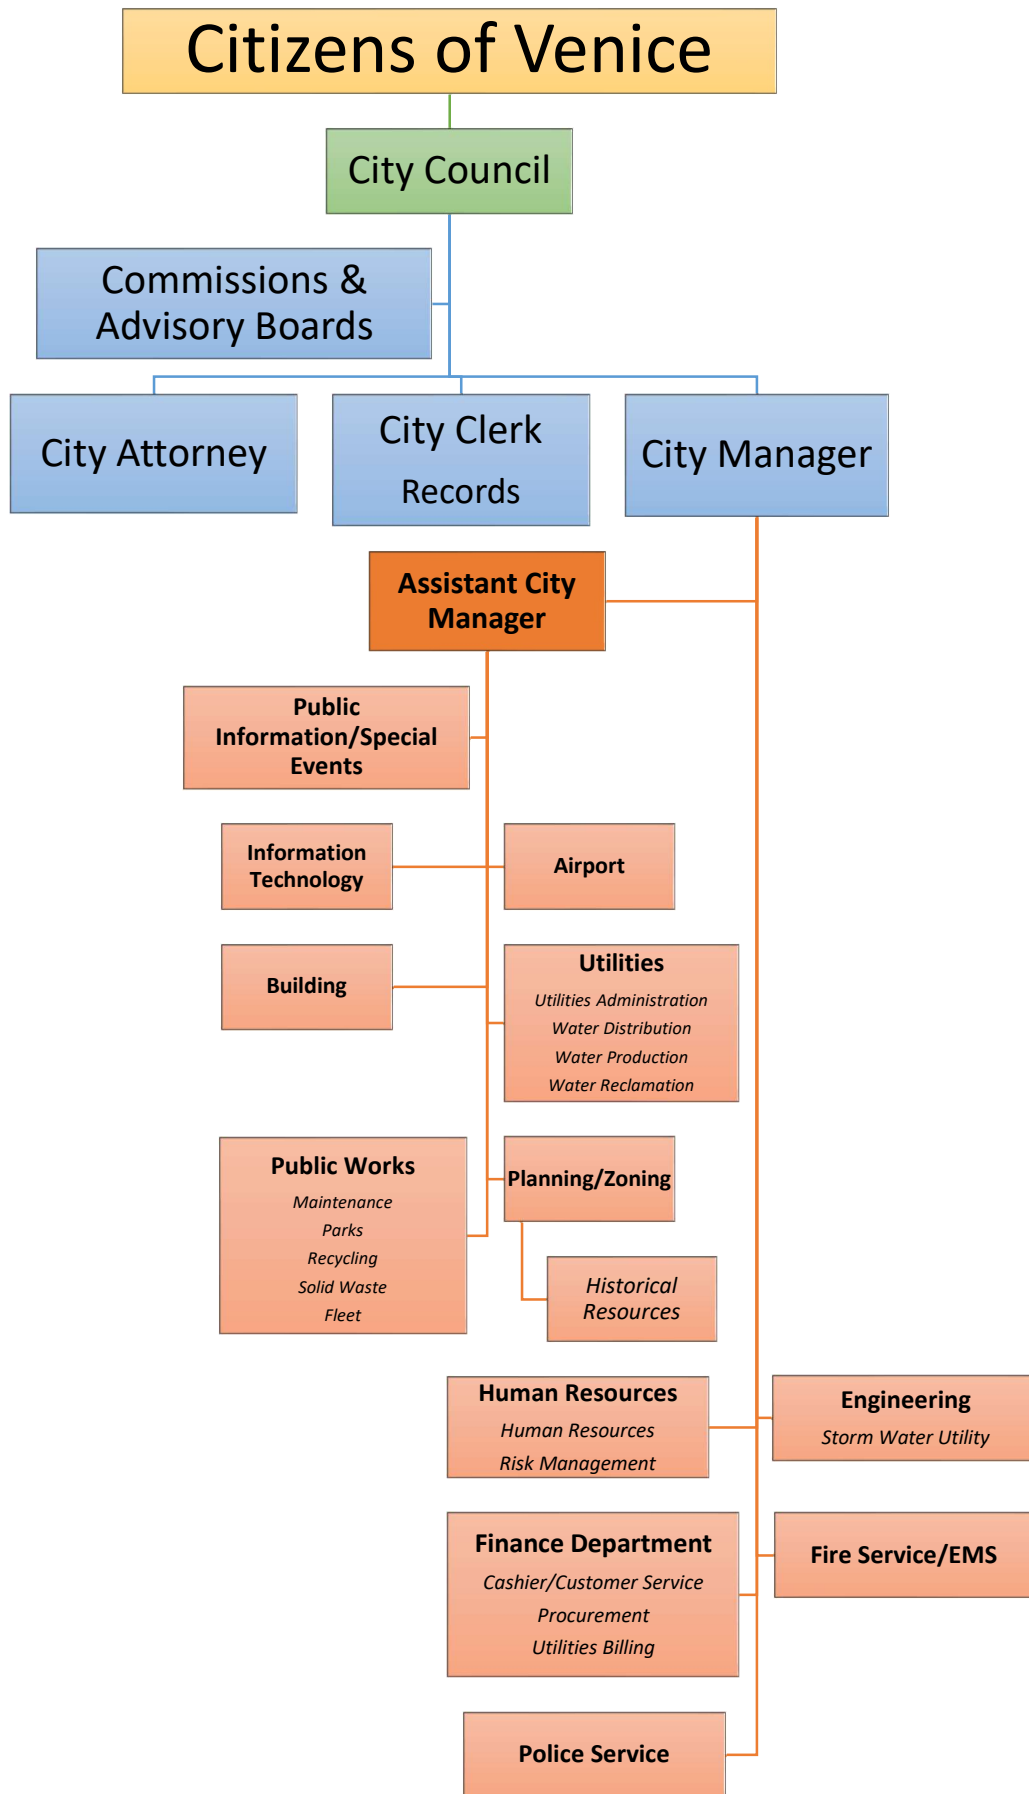 Citizens of Venice
City Council
Commissions &
Advisory Boards
City Attorney
City Clerk
Records
City Manager
Assistant City
Manager
Public
Information/Special
Events
Information
Technology
Airport
Building
Utilities
Utilities Administration
Water Distribution
Water Production
Water Reclamation
Public Works
Maintenance
Parks
Recycling
Solid Waste
Fleet
Planning/Zoning
Historical
Resources
Human Resources
Human Resources
Risk Management
Engineering
Storm Water Utility
Finance Department
Cashier/Customer Service
Procurement
Utilities Billing
Fire Service/EMS
Police Service